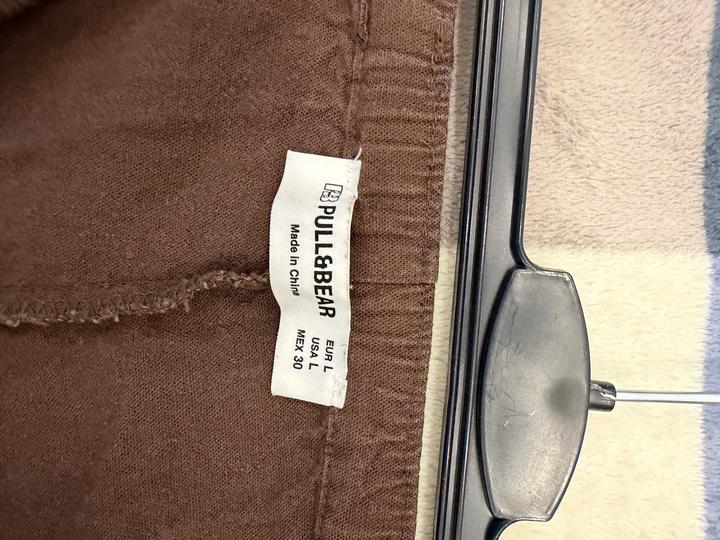 PULL&BEAR
Made In China
EUR L
USA L
MEX 30